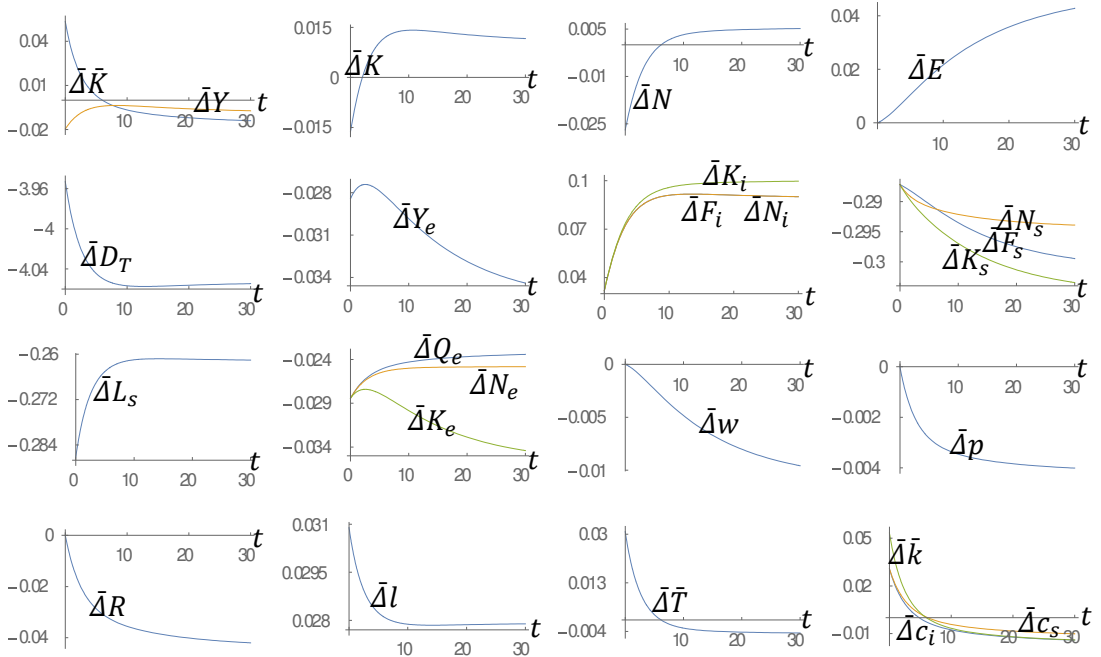 0.04
0.01
−0.02
Δ̄K̄
Δ̄Y
10
20
30
t
0.015
0
−0.015
Δ̄K
10
20
30
t
0.005
−0.01
−0.025
Δ̄N
10
20
30
t
0.04
0.02
0
Δ̄E
10
20
30
t
−3.96
−4
−4.04
Δ̄D_T
0
10
20
30
t
−0.028
−0.031
−0.034
Δ̄Y_e
0
10
20
30
t
0.1
0.07
0.04
Δ̄K_i
Δ̄F_i
Δ̄N_i
0
10
20
30
t
−0.29
−0.295
−0.3
Δ̄N_s
Δ̄F_s
Δ̄K_s
0
10
20
30
t
−0.26
−0.272
−0.284
Δ̄L_s
0
10
20
30
t
−0.024
−0.029
−0.034
Δ̄Q_e
Δ̄N_e
Δ̄K_e
0
10
20
30
t
0
−0.005
−0.01
Δ̄w
10
20
30
t
0
−0.002
−0.004
Δ̄p
10
20
30
t
0
−0.02
−0.04
Δ̄R
10
20
30
t
0.031
0.0295
0.028
Δ̄l
0
10
20
30
t
0.03
0.013
−0.004
Δ̄T̄
10
20
30
t
0.05
0.02
−0.01
Δ̄k̄
Δ̄c_i
Δ̄c_s
10
20
30
t